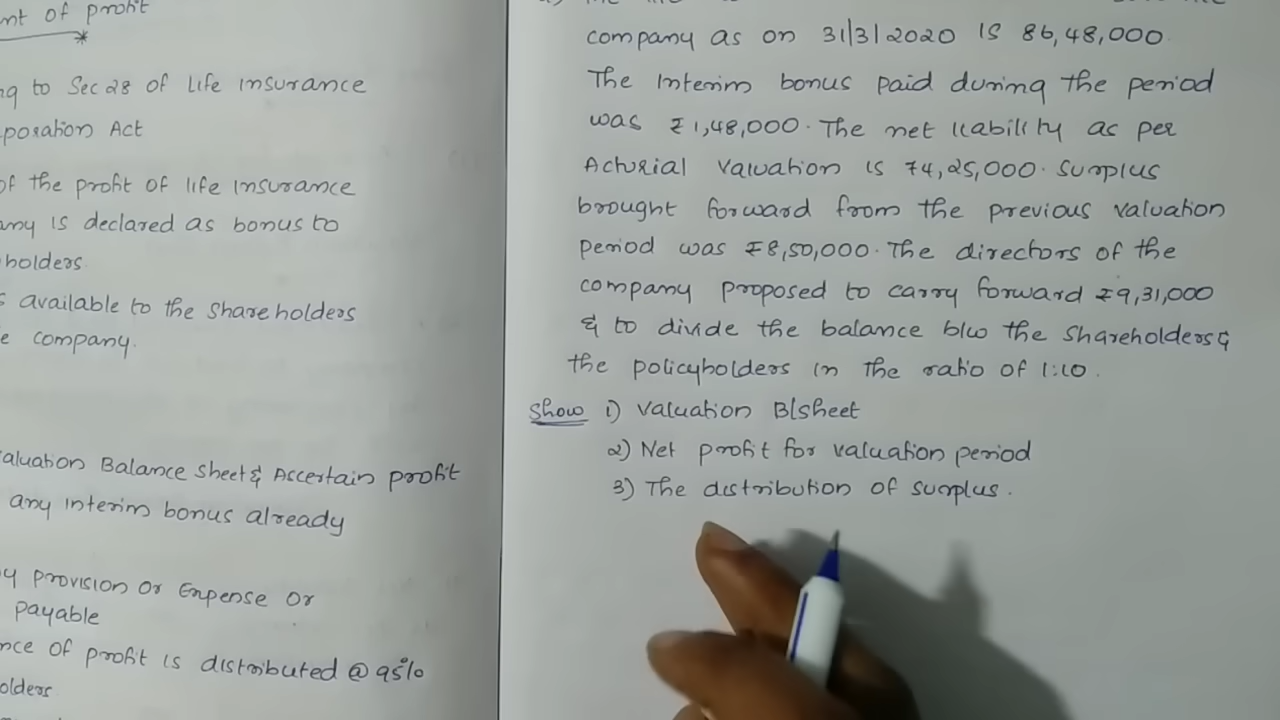 nt of profit
ng to Sec 28 of Life Insurance
poration Act
of the profit of life insurance
any is declared as bonus to
holders
s available to the shareholders
e company.
aluation Balance Sheet & Ascertain profit
any interim bonus already
y provision or Expense or
payable
nce of profit is distributed @ 95%
olders
company as on 31/3/2020 is 86,48,000
The Interim bonus paid during the period
was ₹1,48,000. The net liability as per
Acturial valuation is 74,25,000. Surplus
brought forward from the previous valuation
period was ₹8,50,000. The directors of the
company proposed to carry forward ₹9,31,000
& to divide the balance b/w the shareholders &
the policyholders in the ratio of 1:10.
Show 1) Valuation B/Sheet
2) Net profit for valuation period
3) The distribution of surplus.